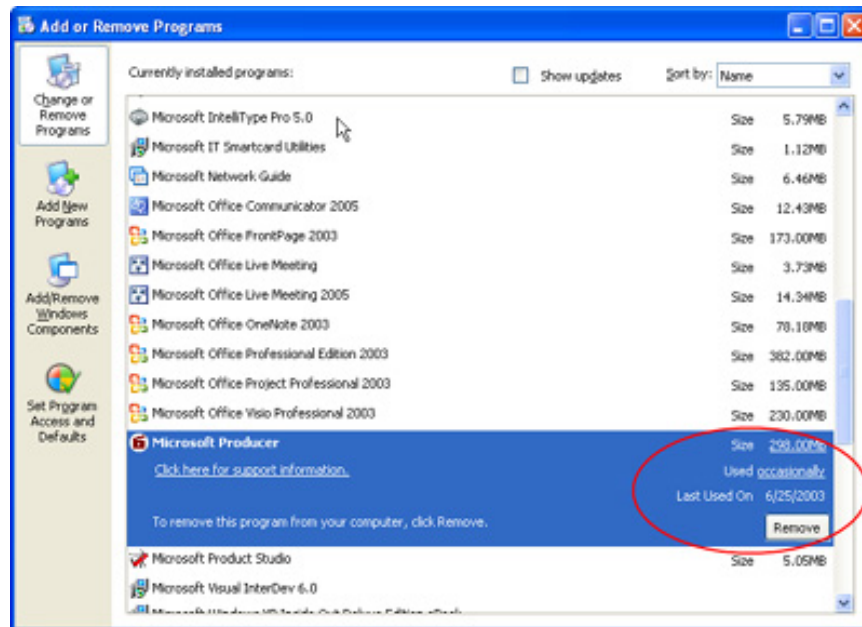 Add or Remove Programs
Change or
Remove
Programs
Add New
Programs
Add/Remove
Windows
Components
Set Program
Access and
Defaults
Currently installed programs: Show updates Sort by: Name
Microsoft IntelliType Pro 5.0 Size 5.79MB
Microsoft IT Smartcard Utilities Size 1.12MB
Microsoft Network Guide Size 6.46MB
Microsoft Office Communicator 2005 Size 12.43MB
Microsoft Office FrontPage 2003 Size 173.00MB
Microsoft Office Live Meeting Size 3.73MB
Microsoft Office Live Meeting 2005 Size 14.34MB
Microsoft Office OneNote 2003 Size 78.18MB
Microsoft Office Professional Edition 2003 Size 382.00MB
Microsoft Office Project Professional 2003 Size 135.00MB
Microsoft Office Visio Professional 2003 Size 230.00MB
Microsoft Producer Size 298.00MB
Click here for support information. Used occasionally
Last Used On 6/25/2003
To remove this program from your computer, click Remove. Remove
Microsoft Product Studio Size 5.05MB
Microsoft Visual InterDev 6.0